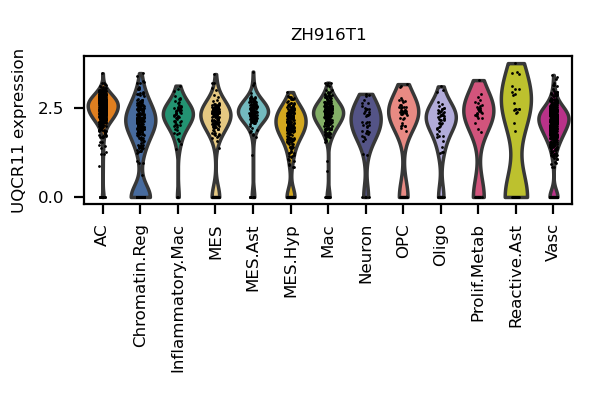 ZH916T1
UQCR11 expression
2.5
0.0
AC
Chromatin.Reg
Inflammatory.Mac
MES
MES.Ast
MES.Hyp
Mac
Neuron
OPC
Oligo
Prolif.Metab
Reactive.Ast
Vasc